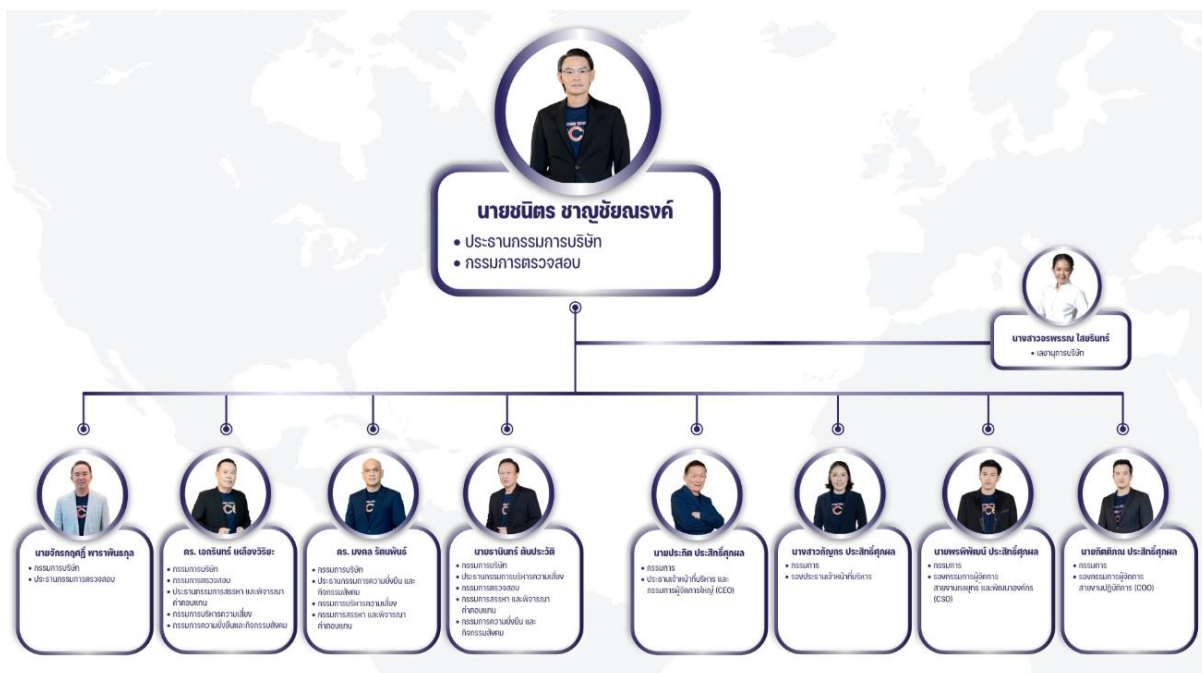 นายชนิตร ชาญชัยณรงค์
• ประธานกรรมการบริษัท
• กรรมการตรวจสอบ
นางสาวอรพรรณ ไสยรินทร์
• เลขานุการบริษัท
นายจักรกฤศฎิ์ พาราพันธกุล
• กรรมการบริษัท
• ประธานกรรมการตรวจสอบ
ดร. เอกรินทร์ เหลืองวิริยะ
• กรรมการบริษัท
• กรรมการตรวจสอบ
• ประธานกรรมการสรรหา และพิจารณา
ค่าตอบแทน
• กรรมการบริหารความเสี่ยง
• กรรมการความยั่งยืนและกิจกรรมสังคม
ดร. มงคล รัตนพันธ์
• กรรมการบริษัท
• ประธานกรรมการความยั่งยืน และ
กิจกรรมสังคม
• กรรมการบริหารความเสี่ยง
• กรรมการสรรหา และพิจารณา
ค่าตอบแทน
นายธานินทร์ ตันประวัติ
• กรรมการบริษัท
• ประธานกรรมการบริหารความเสี่ยง
• กรรมการตรวจสอบ
• กรรมการสรรหา และพิจารณา
ค่าตอบแทน
• กรรมการความยั่งยืน และ
กิจกรรมสังคม
นายประกิต ประสิทธิ์ศุภผล
• กรรมการ
• ประธานเจ้าหน้าที่บริหาร และ
กรรมการผู้จัดการใหญ่ (CEO)
นางสาวกัญกร ประสิทธิ์ศุภผล
• กรรมการ
• รองประธานเจ้าหน้าที่บริหาร
นายพรพิพัฒน์ ประสิทธิ์ศุภผล
• กรรมการ
• รองกรรมการผู้จัดการ
สายงานกลยุทธ์ และพัฒนาองค์กร
(CSO)
นายกิตติภณ ประสิทธิ์ศุภผล
• กรรมการ
• รองกรรมการผู้จัดการ
สายงานปฏิบัติการ (COO)